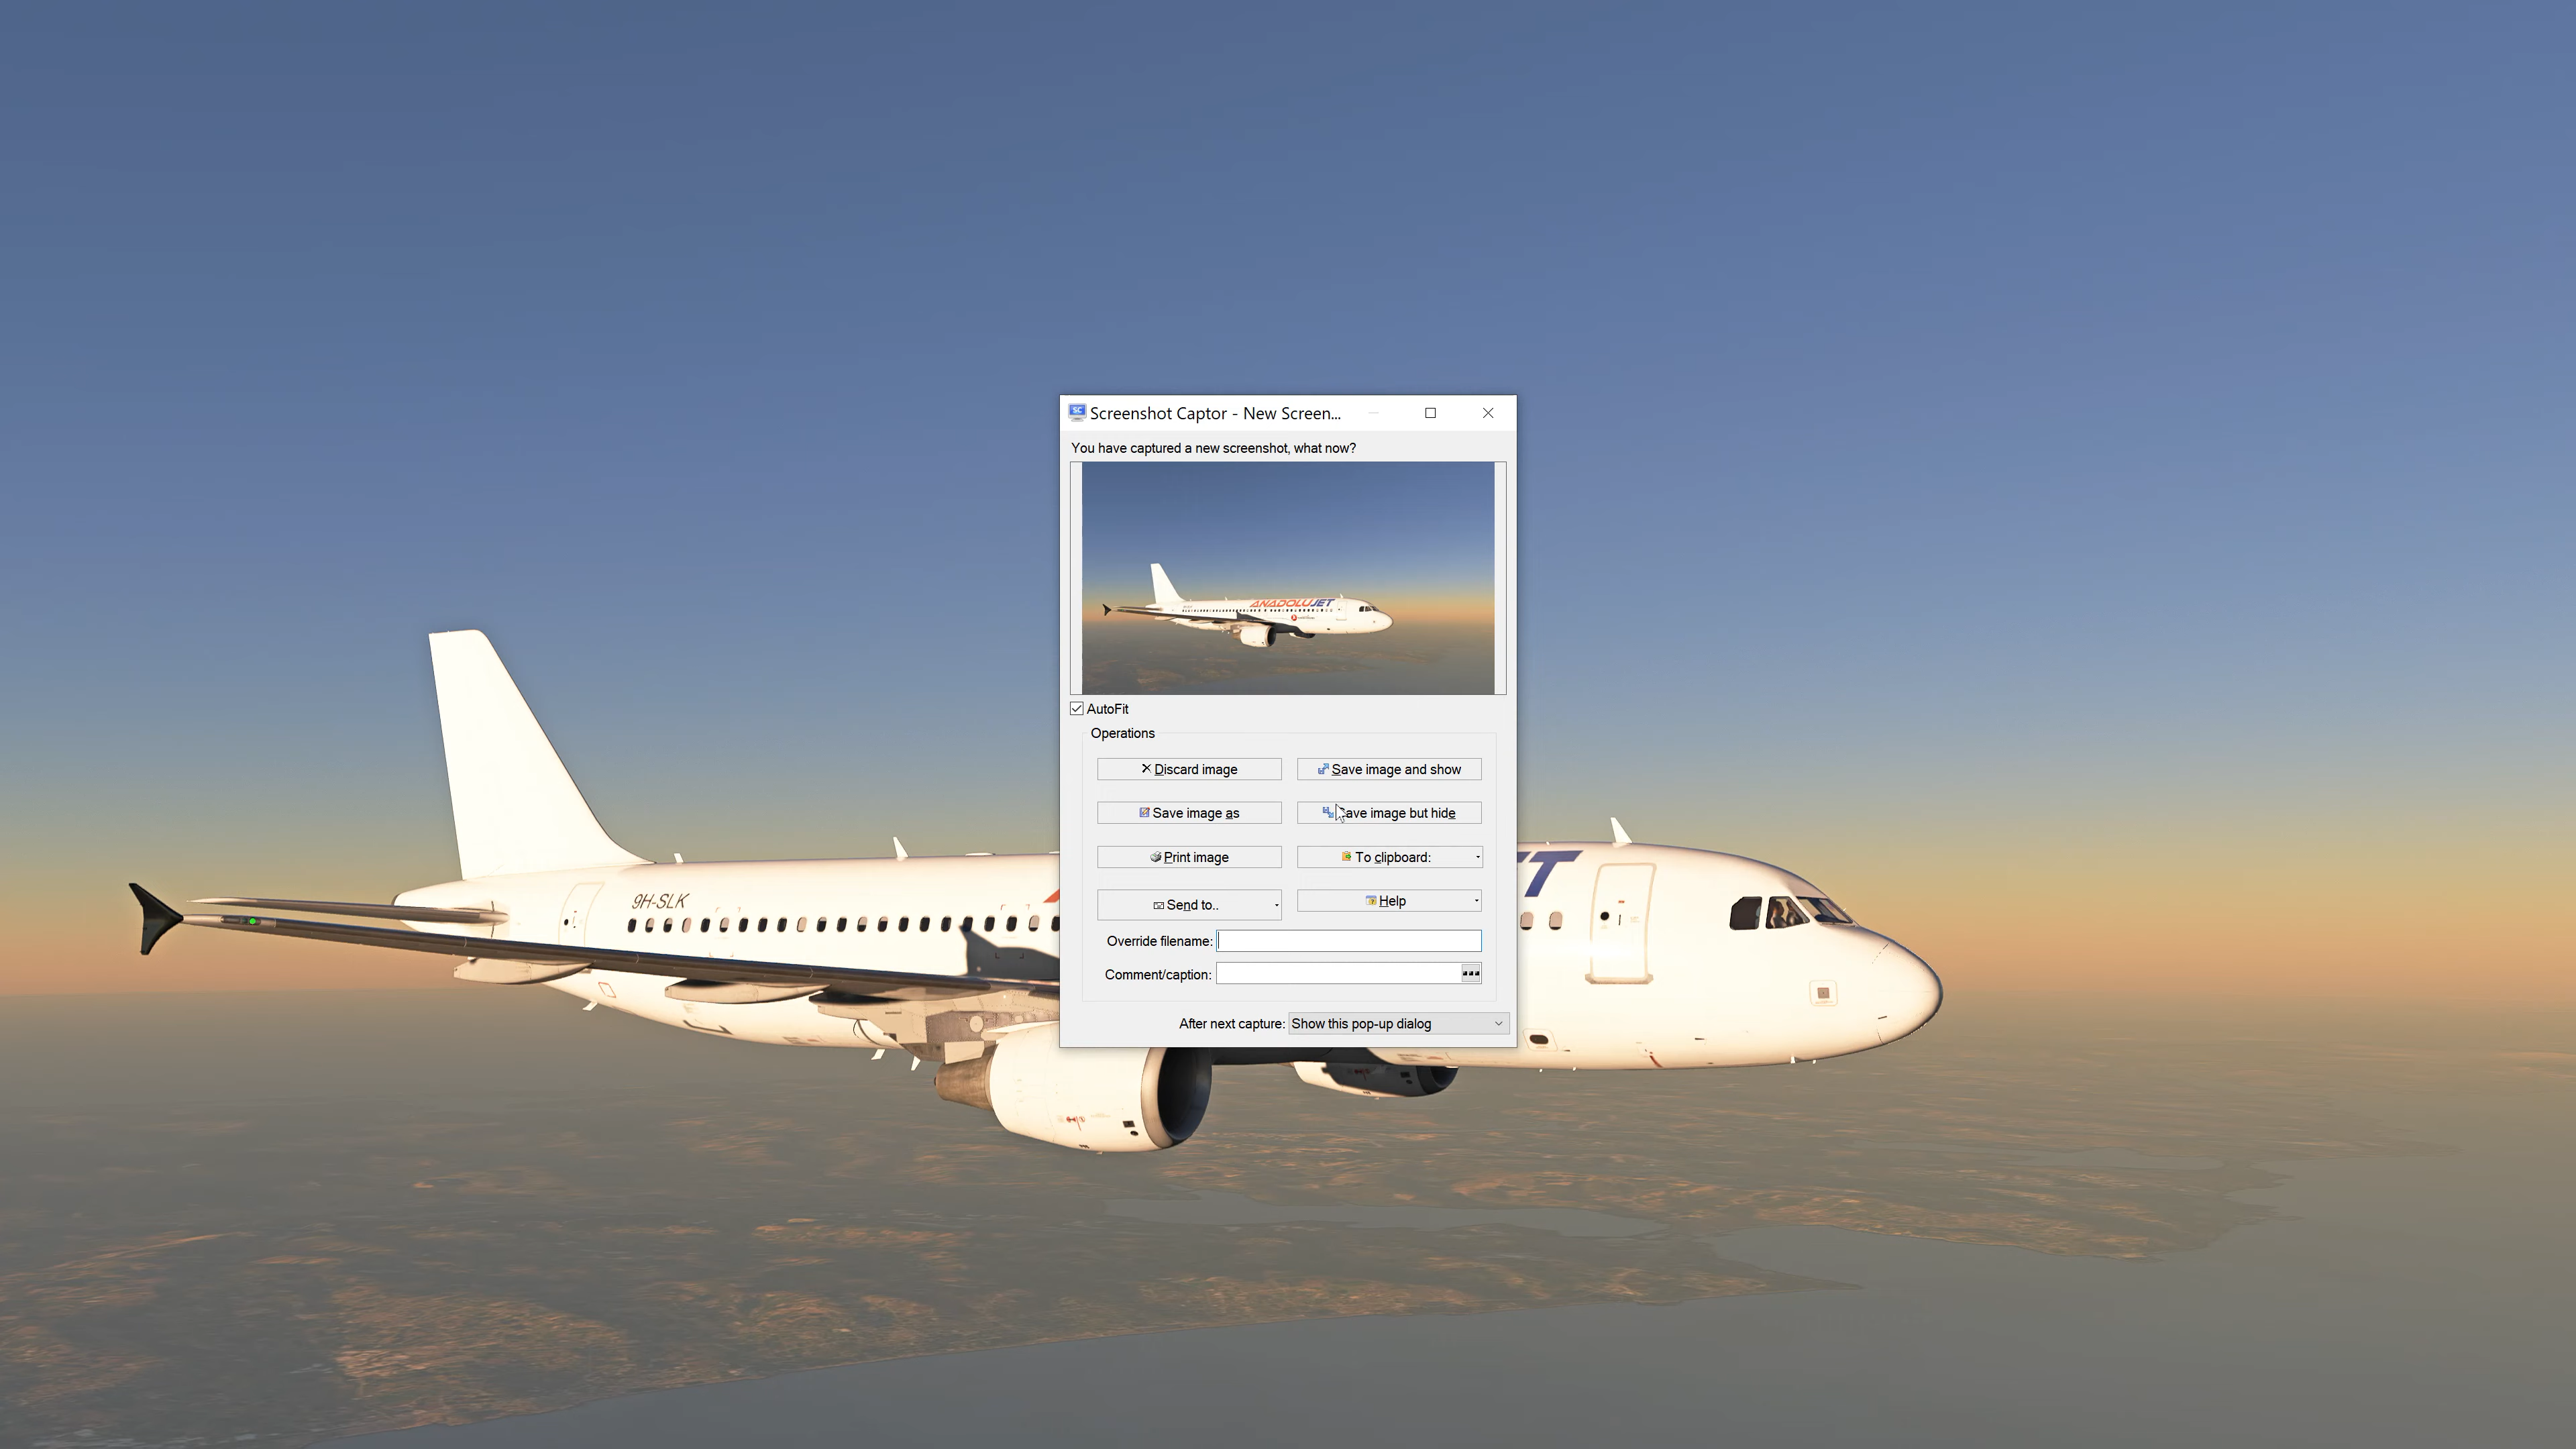 Screenshot Captor - New Screen...
You have captured a new screenshot, what now?
ANADOLUJET
AutoFit
Operations
Discard image
Save image and show
Save image as
Save image but hide
Print image
To clipboard:
Send to..
Help
Override filename:
Comment/caption:
After next capture: Show this pop-up dialog
9H-SLK
T